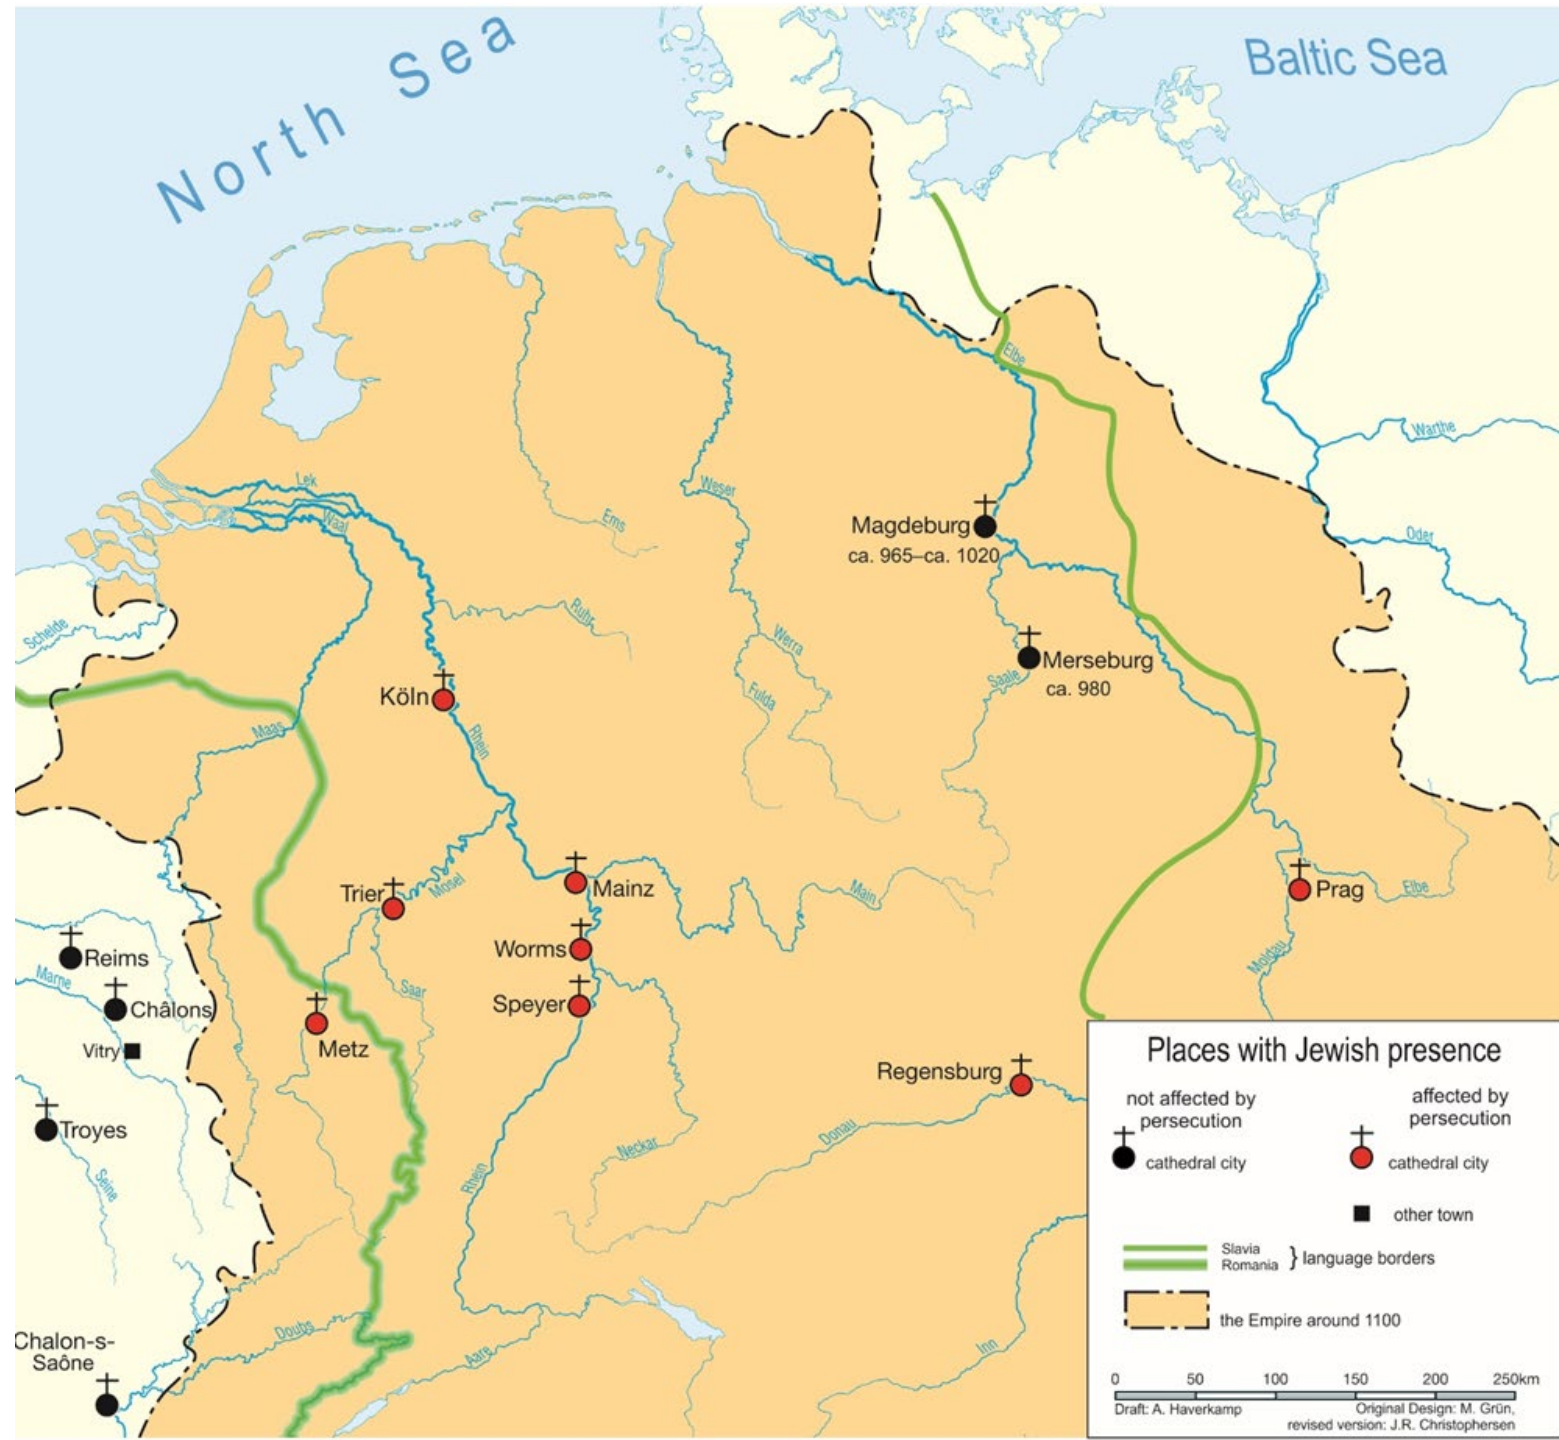 North Sea
Baltic Sea
Elbe
Warthe
Lek
Weser
Waal
Ems
Magdeburg
ca. 965–ca. 1020
Oder
Schelde
Ruhr
Werra
Merseburg
ca. 980
Saale
Fulda
Köln
Maas
Rhein
Trier
Mosel
Mainz
Main
Prag
Elbe
Worms
Moldau
Reims
Marne
Châlons
Saar
Speyer
Vitry
Metz
Regensburg
Troyes
Seine
Donau
Neckar
Rhein
Doubs
Aare
Inn
Chalon-s-
Saône
Places with Jewish presence
not affected by
persecution
affected by
persecution
cathedral city
cathedral city
other town
Slavia
Romania
} language borders
the Empire around 1100
0 50 100 150 200 250km
Draft: A. Haverkamp
Original Design: M. Grün,
revised version: J.R. Christophersen